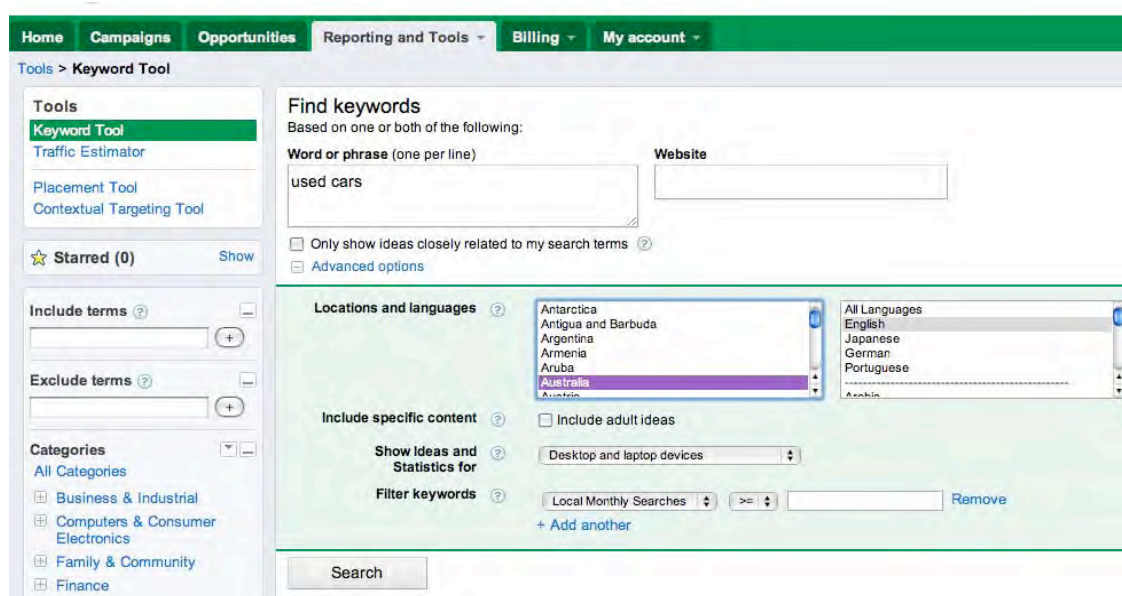 Home Campaigns Opportunities Reporting and Tools Billing My account
Tools > Keyword Tool
Tools
Keyword Tool
Traffic Estimator
Placement Tool
Contextual Targeting Tool
Starred (0) Show
Include terms ?
+
Exclude terms ?
+
Categories
All Categories
Business & Industrial
Computers & Consumer
Electronics
Family & Community
Finance
Find keywords
Based on one or both of the following:
Word or phrase (one per line) Website
used cars
Only show ideas closely related to my search terms ?
Advanced options
Locations and languages ?
Antarctica
Antigua and Barbuda
Argentina
Armenia
Aruba
Australia
Austria
All Languages
English
Japanese
German
Portuguese
--------------------------------------------------
Arabic
Include specific content ? Include adult ideas
Show Ideas and
Statistics for ? Desktop and laptop devices
Filter keywords ? Local Monthly Searches >= Remove
+ Add another
Search